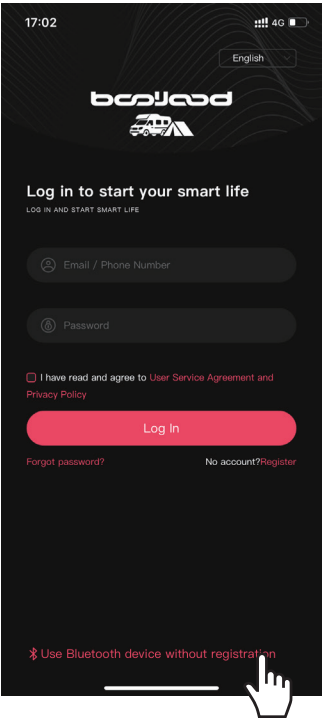 17:02
4G
English
Log in to start your smart life
LOG IN AND START SMART LIFE
Email / Phone Number
Password
I have read and agree to User Service Agreement and
Privacy Policy
Log In
Forgot password? No account?Register
Use Bluetooth device without registration